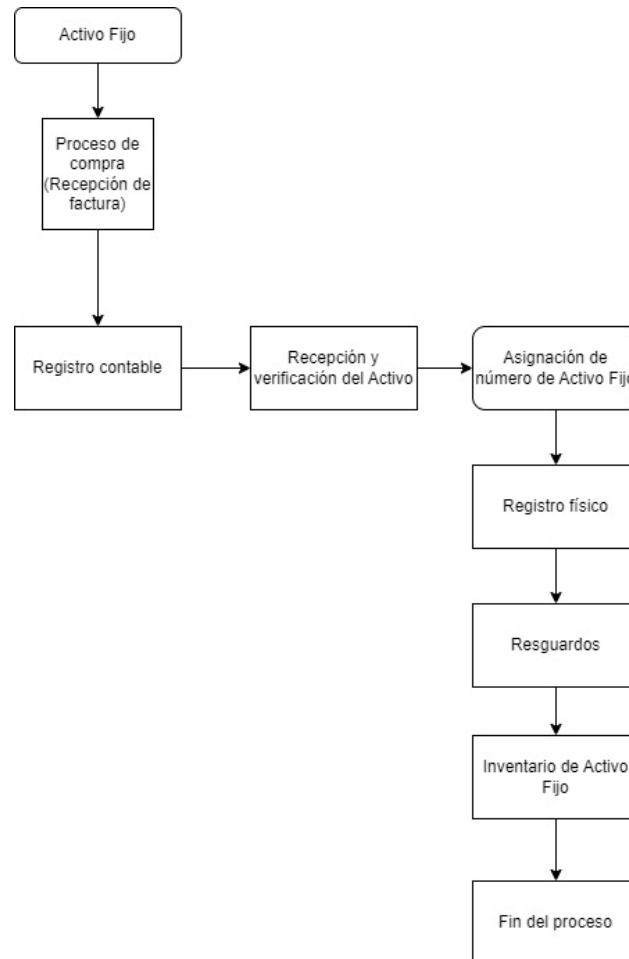 Activo Fijo
Proceso de
compra
(Recepción de
factura)
Registro contable
Recepción y
verificación del Activo
Asignación de
número de Activo Fijo
Registro físico
Resguardos
Inventario de Activo
Fijo
Fin del proceso